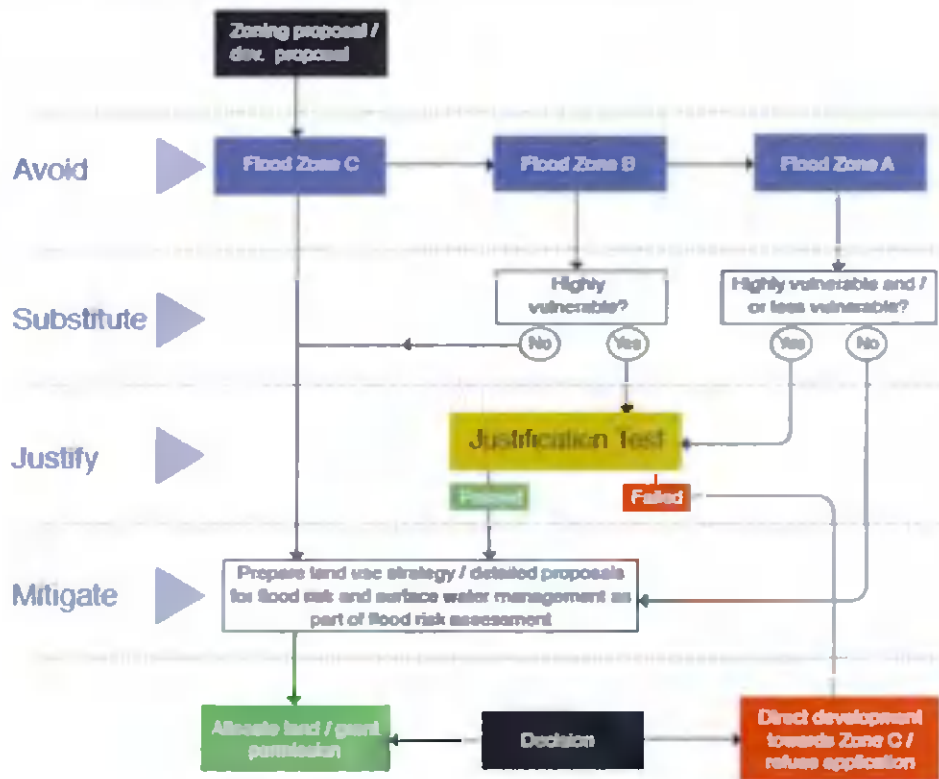 Zoning proposal /
dev. proposal
Avoid
Flood Zone C
Flood Zone B
Flood Zone A
Substitute
Highly
vulnerable?
Highly vulnerable and /
or less vulnerable?
No
Yes
Yes
No
Justify
Justification Test
Passed
Failed
Mitigate
Prepare land use strategy / detailed proposals
for flood risk and surface water management as
part of flood risk assessment
Allocate land / grant
permission
Decision
Direct development
towards Zone C /
refuse application